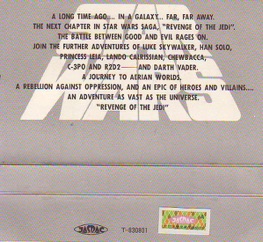 STAR
WARS
A LONG TIME AGO.... IN A GALAXY... FAR, FAR AWAY.
THE NEXT CHAPTER IN STAR WARS SAGA, "REVENGE OF THE JEDI".
THE BATTLE BETWEEN GOOD AND EVIL RAGES ON.
JOIN THE FURTHER ADVENTURES OF LUKE SKYWALKER, HAN SOLO,
PRINCESS LEIA, LANDO CALRISSIAN, CHEWBACCA,
C-3PO AND R2D2—— AND DARTH VADER.
A JOURNEY TO AERIAN WORLDS.
A REBELLION AGAINST OPPRESSION, AND AN EPIC OF HEROES AND VILLAINS....
AN ADVENTURE AS VAST AS THE UNIVERSE.
"REVENGE OF THE JEDI"
T-830801